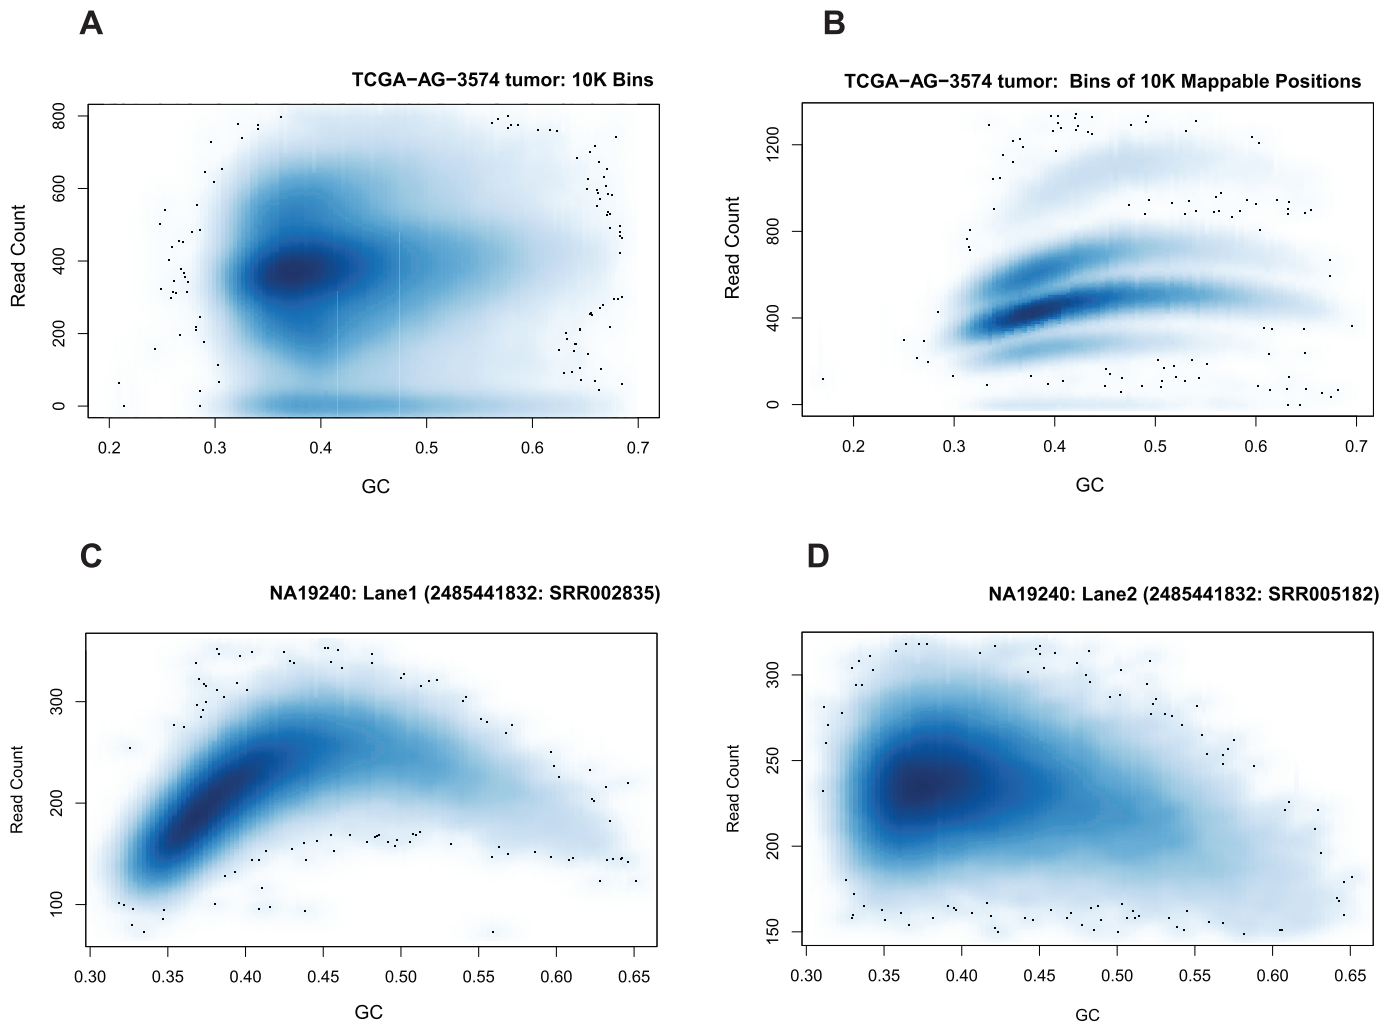 A
TCGA−AG−3574 tumor: 10K Bins
Read Count
800
600
400
200
0
0.2 0.3 0.4 0.5 0.6 0.7
GC
B
TCGA−AG−3574 tumor: Bins of 10K Mappable Positions
Read Count
1200
800
400
0
0.2 0.3 0.4 0.5 0.6 0.7
GC
C
NA19240: Lane1 (2485441832: SRR002835)
Read Count
300
200
100
0.30 0.35 0.40 0.45 0.50 0.55 0.60 0.65
GC
D
NA19240: Lane2 (2485441832: SRR005182)
Read Count
300
250
200
150
0.30 0.35 0.40 0.45 0.50 0.55 0.60 0.65
GC